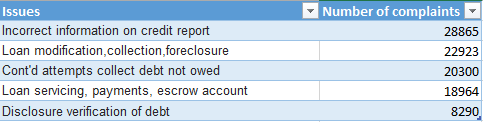 Issues Number of complaints
Incorrect information on credit report 28865
Loan modification,collection,foreclosure 22923
Cont'd attempts collect debt not owed 20300
Loan servicing, payments, escrow account 18964
Disclosure verification of debt 8290